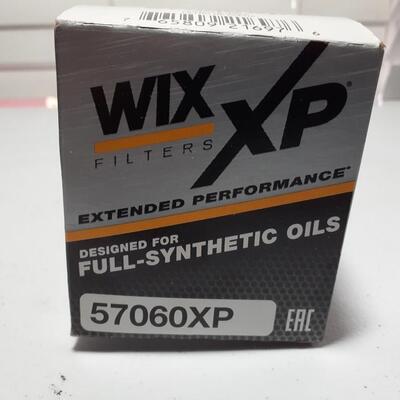 WIX XP®
FILTERS
EXTENDED PERFORMANCE
DESIGNED FOR
FULL-SYNTHETIC OILS
57060XP
EAC